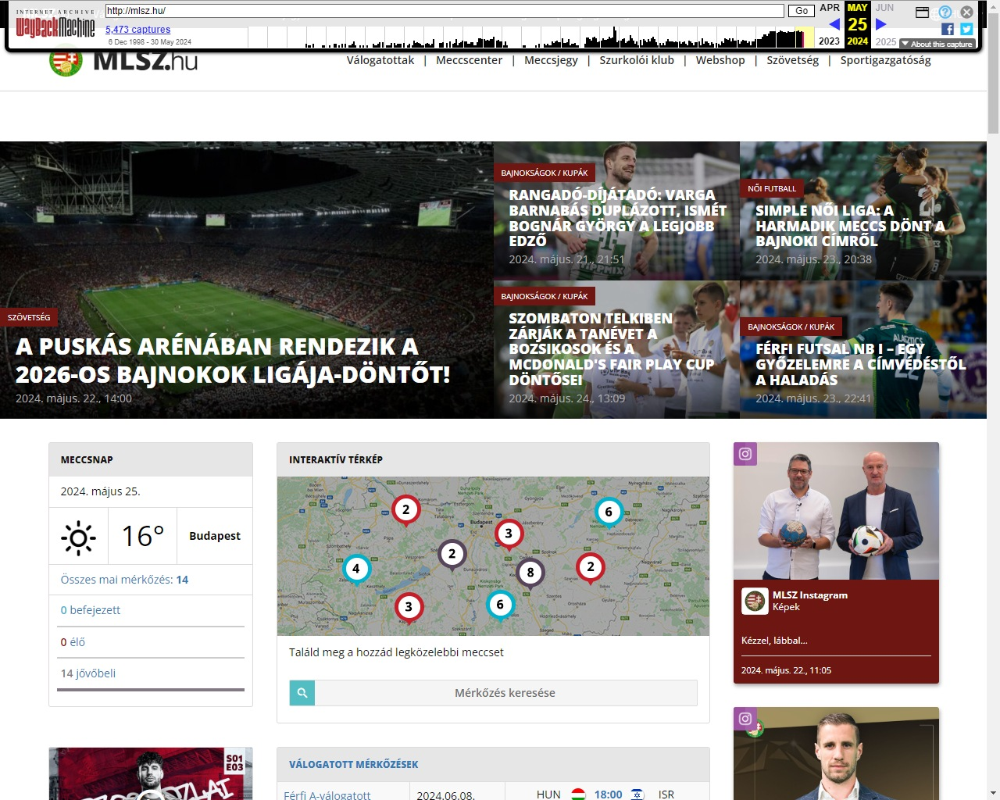 INTERNET ARCHIVE
WayBackMachine
http://mlsz.hu/
Go
5,473 captures
6 Dec 1998 - 30 May 2024
APR
MAY
JUN
25
2023
2024
2025
About this capture
MLSZ.hu
Válogatottak | Meccscenter | Meccsjegy | Szurkolói klub | Webshop | Szövetség | Sportigazgatóság
SZÖVETSÉG
A PUSKÁS ARÉNÁBAN RENDEZIK A
2026-OS BAJNOKOK LIGÁJA-DÖNTŐT!
2024. május. 22., 14:00
BAJNOKSÁGOK / KUPÁK
RANGADÓ-DÍJÁTADÓ: VARGA
BARNABÁS DUPLÁZOTT, ISMÉT
BOGNÁR GYÖRGY A LEGJOBB
EDZŐ
2024. május. 21., 21:51
NŐI FUTBALL
SIMPLE NŐI LIGA: A
HARMADIK MECCS DÖNT A
BAJNOKI CÍMRŐL
2024. május. 23., 20:38
BAJNOKSÁGOK / KUPÁK
SZOMBATON TELKIBEN
ZÁRJÁK A TANÉVET A
BOZSIKOSOK ÉS A
MCDONALD'S FAIR PLAY CUP
DÖNTŐSEI
2024. május. 24., 13:09
BAJNOKSÁGOK / KUPÁK
FÉRFI FUTSAL NB I – EGY
GYŐZELEMRE A CÍMVÉDÉSTŐL
A HALADÁS
2024. május. 23., 22:41
MECCSNAP
2024. május 25.
16°
Budapest
Összes mai mérkőzés: 14
0 befejezett
0 élő
14 jövőbeli
INTERAKTÍV TÉRKÉP
2
6
3
2
4
8
2
3
6
Budapest
Találd meg a hozzád legközelebbi meccset
Mérkőzés keresése
MLSZ Instagram
Képek
Kézzel, lábbal...
2024. május. 22., 11:05
S01
E03
VÁLOGATOTT MÉRKŐZÉSEK
Férfi A-válogatott
2024.06.08.
HUN 18:00 ISR